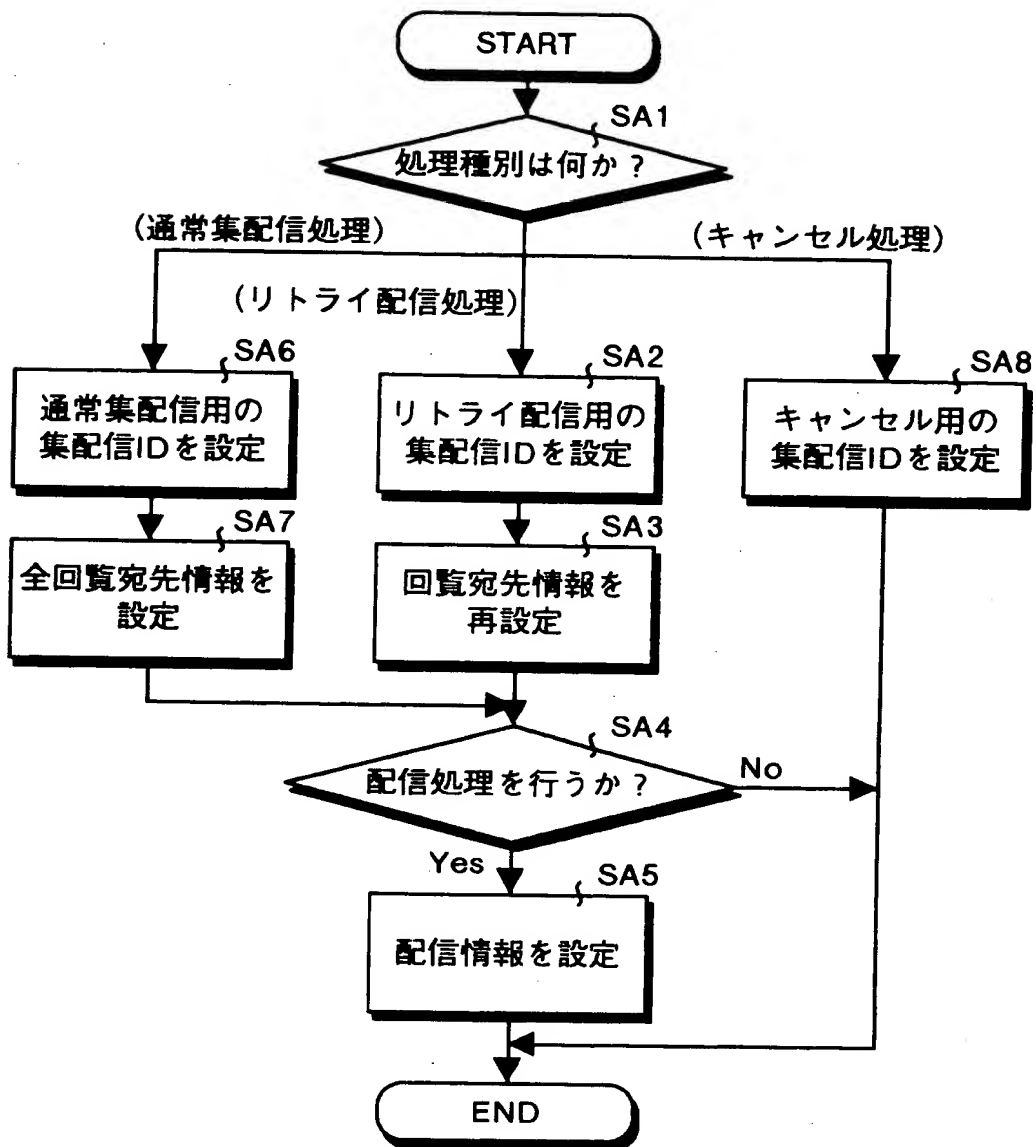 START
SA1
処理種別は何か?
(通常集配信処理)
(キャンセル処理)
(リトライ配信処理)
SA6
通常集配信用の
集配信IDを設定
SA2
リトライ配信用の
集配信IDを設定
SA8
キャンセル用の
集配信IDを設定
SA7
全回覧宛先情報を
設定
SA3
回覧宛先情報を
再設定
SA4
配信処理を行うか?
No
Yes
SA5
配信情報を設定
END